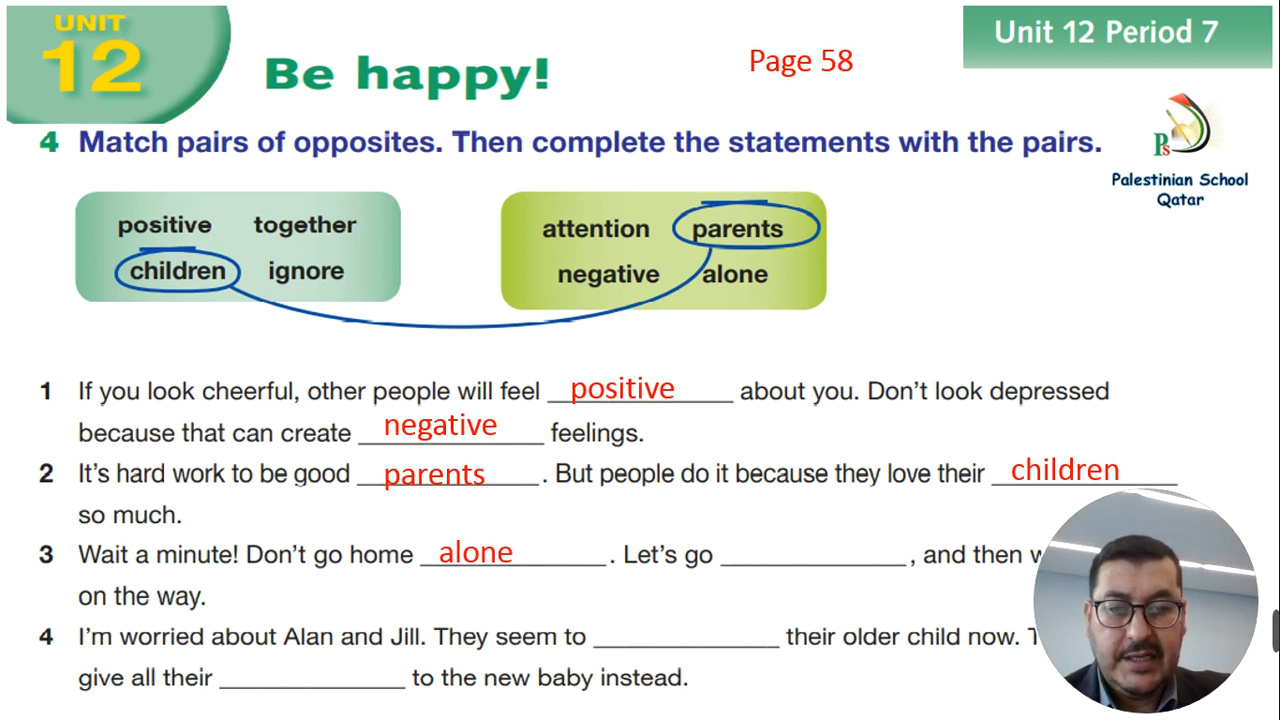 UNIT
12
Be happy!
Page 58
Unit 12 Period 7
4 Match pairs of opposites. Then complete the statements with the pairs.
Ps
Palestinian School
Qatar
positive together
children ignore
attention parents
negative alone
1 If you look cheerful, other people will feel positive about you. Don't look depressed
because that can create negative feelings.
2 It's hard work to be good parents. But people do it because they love their children
so much.
3 Wait a minute! Don't go home alone. Let's go ____________, and then
on the way.
4 I'm worried about Alan and Jill. They seem to ____________ their older child now.
give all their ____________ to the new baby instead.